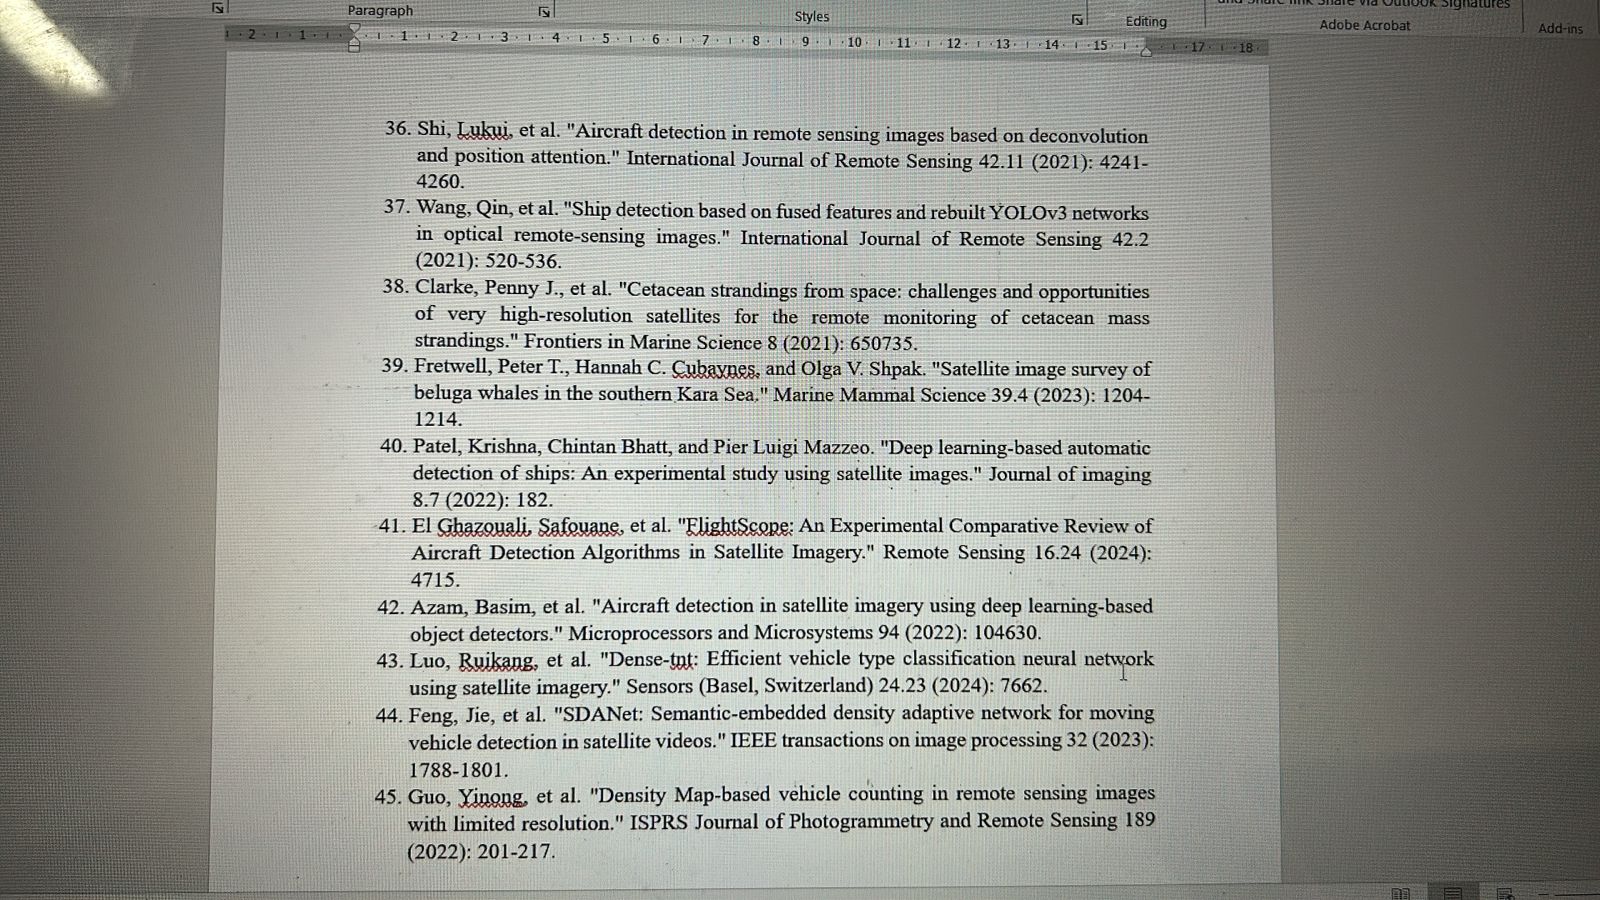 and Share link Share via Outlook Signatures
Paragraph
Styles
Editing
Adobe Acrobat
Add-ins
2 1 1 2 3 4 5 6 7 8 9 10 11 12 13 14 15 17 18
36. Shi, Lukui, et al. "Aircraft detection in remote sensing images based on deconvolution
and position attention." International Journal of Remote Sensing 42.11 (2021): 4241-
4260.
37. Wang, Qin, et al. "Ship detection based on fused features and rebuilt YOLOv3 networks
in optical remote-sensing images." International Journal of Remote Sensing 42.2
(2021): 520-536.
38. Clarke, Penny J., et al. "Cetacean strandings from space: challenges and opportunities
of very high-resolution satellites for the remote monitoring of cetacean mass
strandings." Frontiers in Marine Science 8 (2021): 650735.
39. Fretwell, Peter T., Hannah C. Cubaynes, and Olga V. Shpak. "Satellite image survey of
beluga whales in the southern Kara Sea." Marine Mammal Science 39.4 (2023): 1204-
1214.
40. Patel, Krishna, Chintan Bhatt, and Pier Luigi Mazzeo. "Deep learning-based automatic
detection of ships: An experimental study using satellite images." Journal of imaging
8.7 (2022): 182.
41. El Ghazouali, Safouane, et al. "FlightScope: An Experimental Comparative Review of
Aircraft Detection Algorithms in Satellite Imagery." Remote Sensing 16.24 (2024):
4715.
42. Azam, Basim, et al. "Aircraft detection in satellite imagery using deep learning-based
object detectors." Microprocessors and Microsystems 94 (2022): 104630.
43. Luo, Ruikang, et al. "Dense-tnt: Efficient vehicle type classification neural network
using satellite imagery." Sensors (Basel, Switzerland) 24.23 (2024): 7662.
44. Feng, Jie, et al. "SDANet: Semantic-embedded density adaptive network for moving
vehicle detection in satellite videos." IEEE transactions on image processing 32 (2023):
1788-1801.
45. Guo, Yinong, et al. "Density Map-based vehicle counting in remote sensing images
with limited resolution." ISPRS Journal of Photogrammetry and Remote Sensing 189
(2022): 201-217.